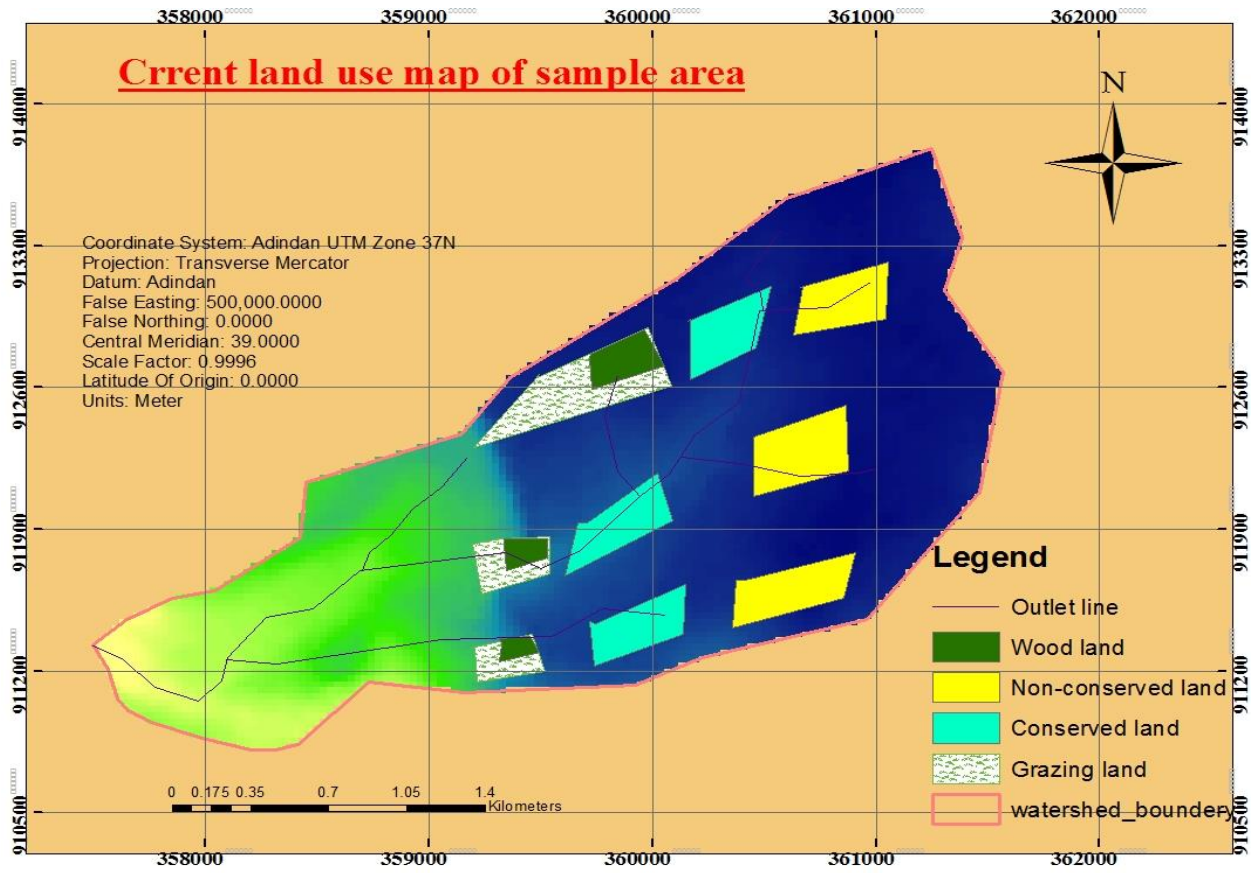 358000 359000 360000 361000 362000
Crrent land use map of sample area
N
914000 914000
Coordinate System: Adindan UTM Zone 37N
Projection: Transverse Mercator
Datum: Adindan
False Easting: 500,000.0000
False Northing: 0.0000
Central Meridian: 39.0000
Scale Factor: 0.9996
Latitude Of Origin: 0.0000
Units: Meter
913300 913300
912600 912600
911900 911900
Legend
Outlet line
Wood land
Non-conserved land
Conserved land
Grazing land
watershed_boundery
911200 911200
0 0.175 0.35 0.7 1.05 1.4
Kilometers
910500 910500
358000 359000 360000 361000 362000